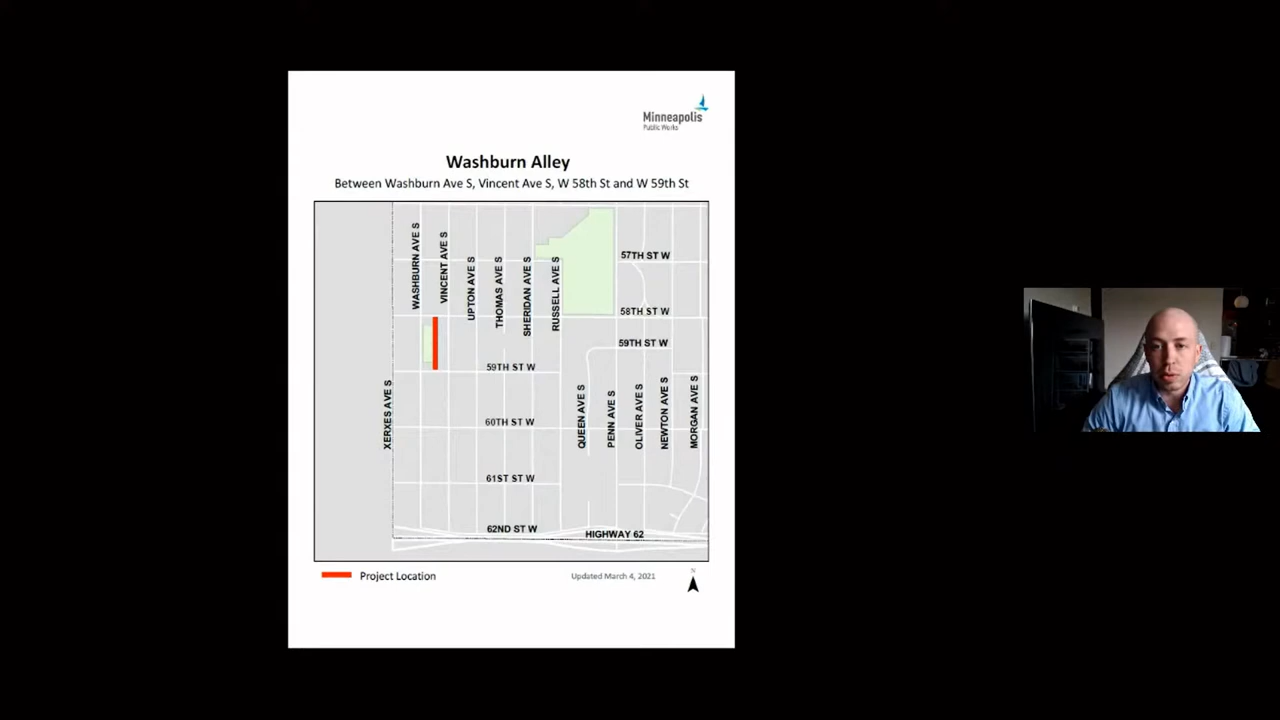 Minneapolis
Public Works
Washburn Alley
Between Washburn Ave S, Vincent Ave S, W 58th St and W 59th St
WASHBURN AVE S
VINCENT AVE S
UPTON AVE S
THOMAS AVE S
SHERIDAN AVE S
RUSSELL AVE S
57TH ST W
58TH ST W
59TH ST W
59TH ST W
XERXES AVE S
QUEEN AVE S
PENN AVE S
OLIVER AVE S
NEWTON AVE S
MORGAN AVE S
60TH ST W
61ST ST W
62ND ST W
HIGHWAY 62
Project Location
Updated March 4, 2021
N